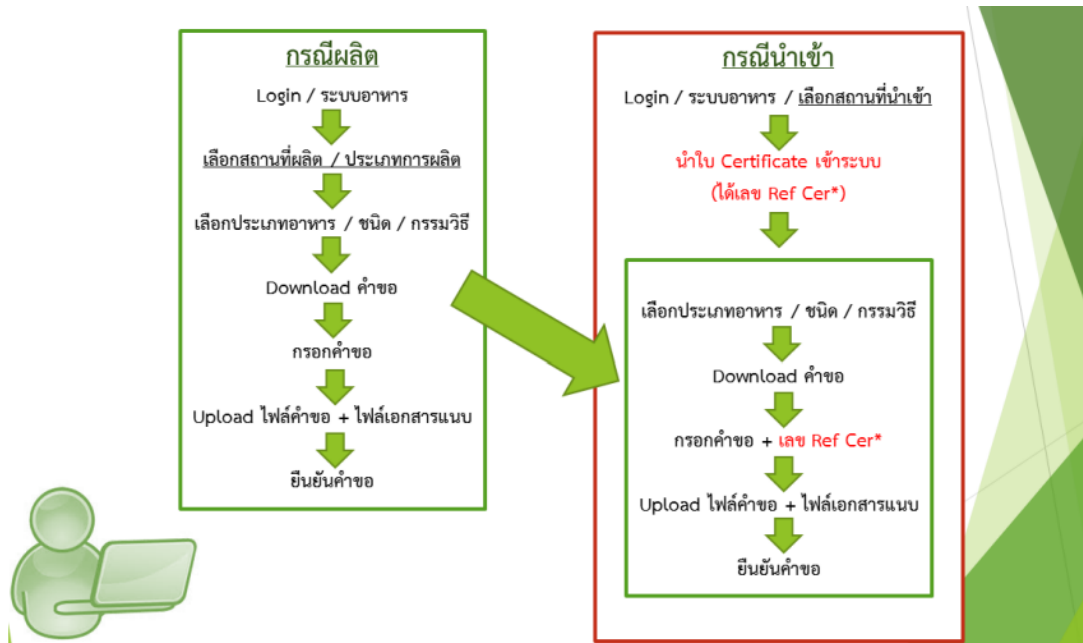 กรณีผลิต
Login / ระบบอาหาร
เลือกสถานที่ผลิต / ประเภทการผลิต
เลือกประเภทอาหาร / ชนิด / กรรมวิธี
Download คำขอ
กรอกคำขอ
Upload ไฟล์คำขอ + ไฟล์เอกสารแนบ
ยืนยันคำขอ
กรณีนำเข้า
Login / ระบบอาหาร / เลือกสถานที่นำเข้า
นำใบ Certificate เข้าระบบ
(ได้เลข Ref Cer*)
เลือกประเภทอาหาร / ชนิด / กรรมวิธี
Download คำขอ
กรอกคำขอ + เลข Ref Cer*
Upload ไฟล์คำขอ + ไฟล์เอกสารแนบ
ยืนยันคำขอ